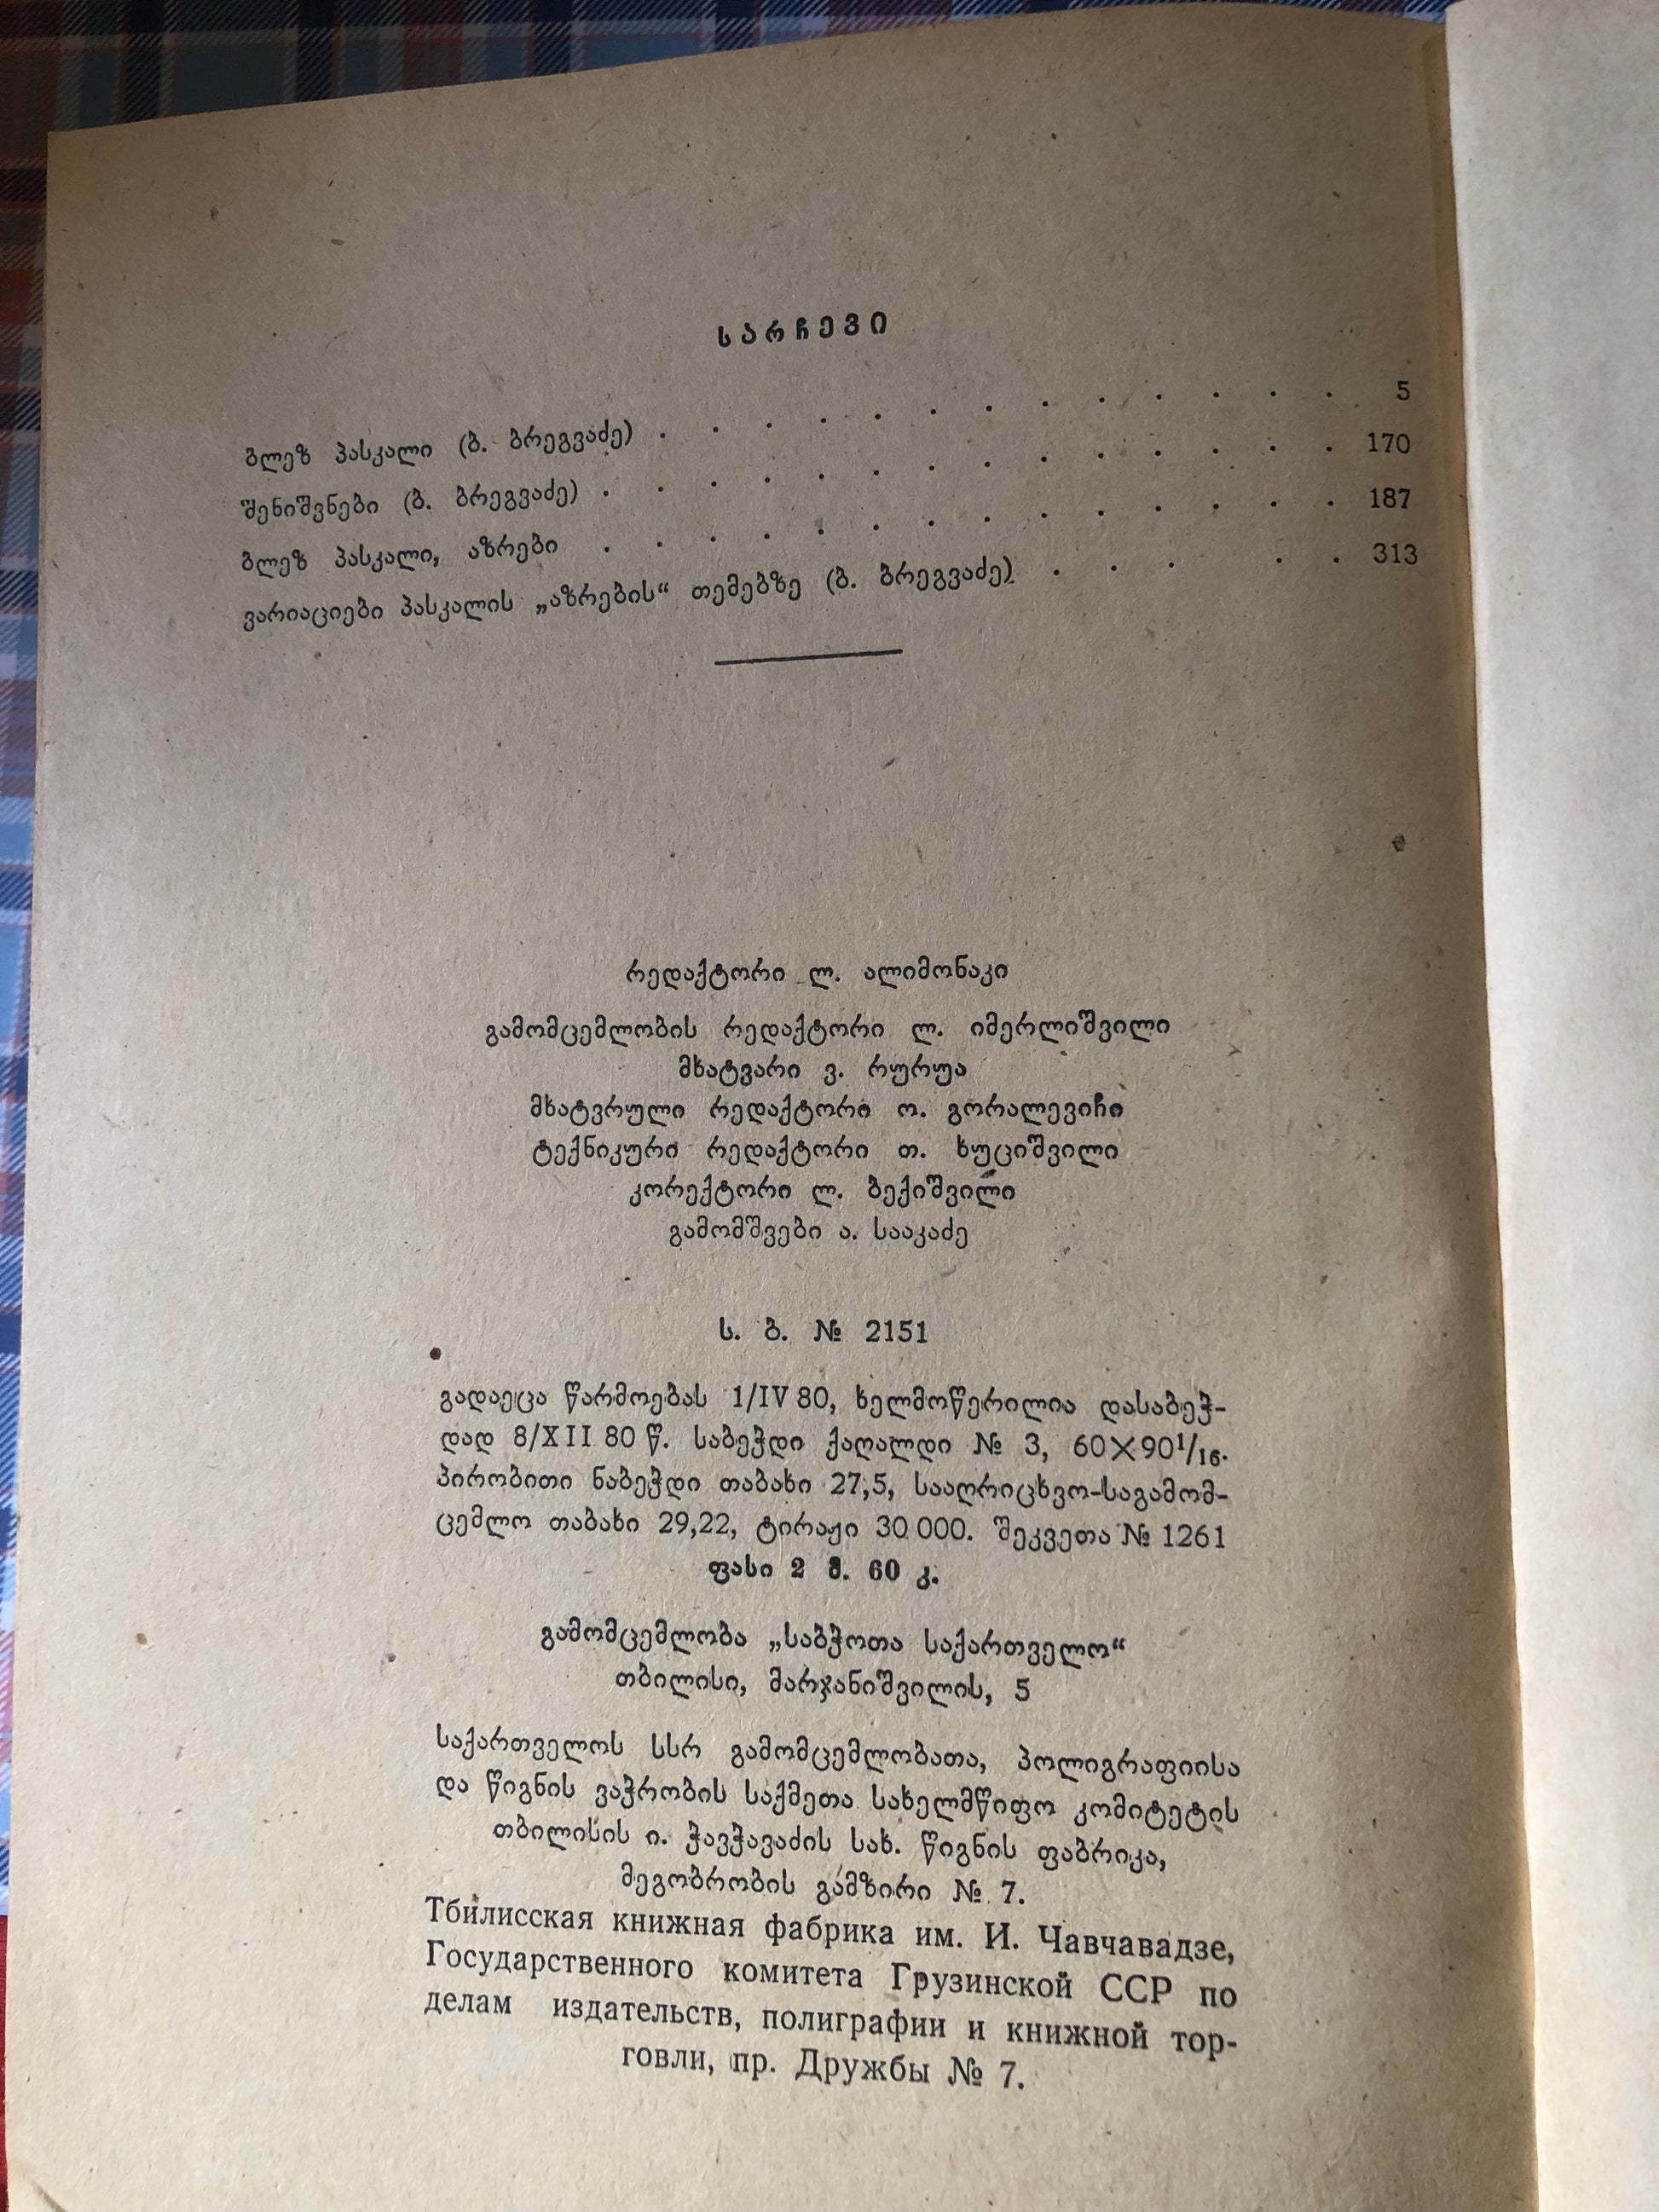 სარჩევი
ბლეზ პასკალი (ბ. ბრეგვაძე) . . . . . . . . . . . . . 5
შენიშვნები (ბ. ბრეგვაძე) . . . . . . . . . . . . . . 170
ბლეზ პასკალი, აზრები . . . . . . . . . . . . . . 187
ვარიაციები პასკალის „აზრების“ თემებზე (ბ. ბრეგვაძე) . . . . . 313
რედაქტორი ლ. ალიმონაკი
გამომცემლობის რედაქტორი ლ. იმერლიშვილი
მხატვარი ვ. რურუა
მხატვრული რედაქტორი ო. გორალევიჩი
ტექნიკური რედაქტორი თ. ხუციშვილი
კორექტორი ლ. ბექიშვილი
გამომშვები ა. სააკაძე
ს. ბ. № 2151
გადაეცა წარმოებას 1/IV 80, ხელმოწერილია დასაბეჭ-
დად 8/XII 80 წ. საბეჭდი ქაღალდი № 3, 60×90¹/₁₆.
პირობითი ნაბეჭდი თაბახი 27,5, სააღრიცხვო-საგამომ-
ცემლო თაბახი 29,22, ტირაჟი 30 000. შეკვეთა № 1261
ფასი 2 მ. 60 კ.
გამომცემლობა „საბჭოთა საქართველო“
თბილისი, მარჯანიშვილის, 5
საქართველოს სსრ გამომცემლობათა, პოლიგრაფიისა
და წიგნის ვაჭრობის საქმეთა სახელმწიფო კომიტეტის
თბილისის ი. ჭავჭავაძის სახ. წიგნის ფაბრიკა,
მეგობრობის გამზირი № 7.
Тбилисская книжная фабрика им. И. Чавчавадзе,
Государственного комитета Грузинской ССР по
делам издательств, полиграфии и книжной тор-
говли, пр. Дружбы № 7.